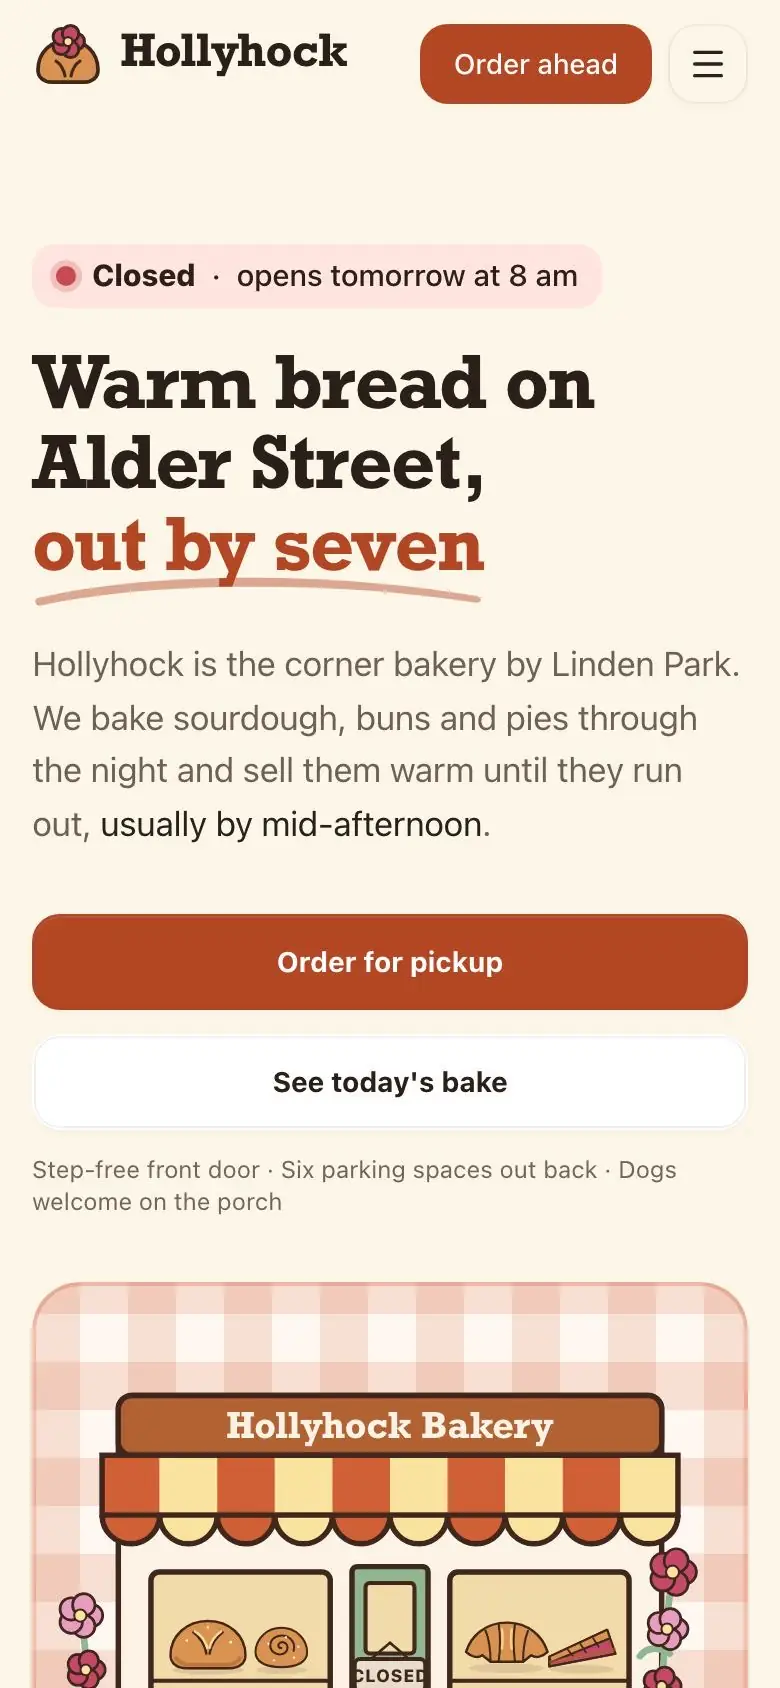 Hollyhock
Order ahead
Closed · opens tomorrow at 8 am
Warm bread on
Alder Street,
out by seven
Hollyhock is the corner bakery by Linden Park.
We bake sourdough, buns and pies through
the night and sell them warm until they run
out, usually by mid-afternoon.
Order for pickup
See today's bake
Step-free front door · Six parking spaces out back · Dogs
welcome on the porch
Hollyhock Bakery
CLOSED